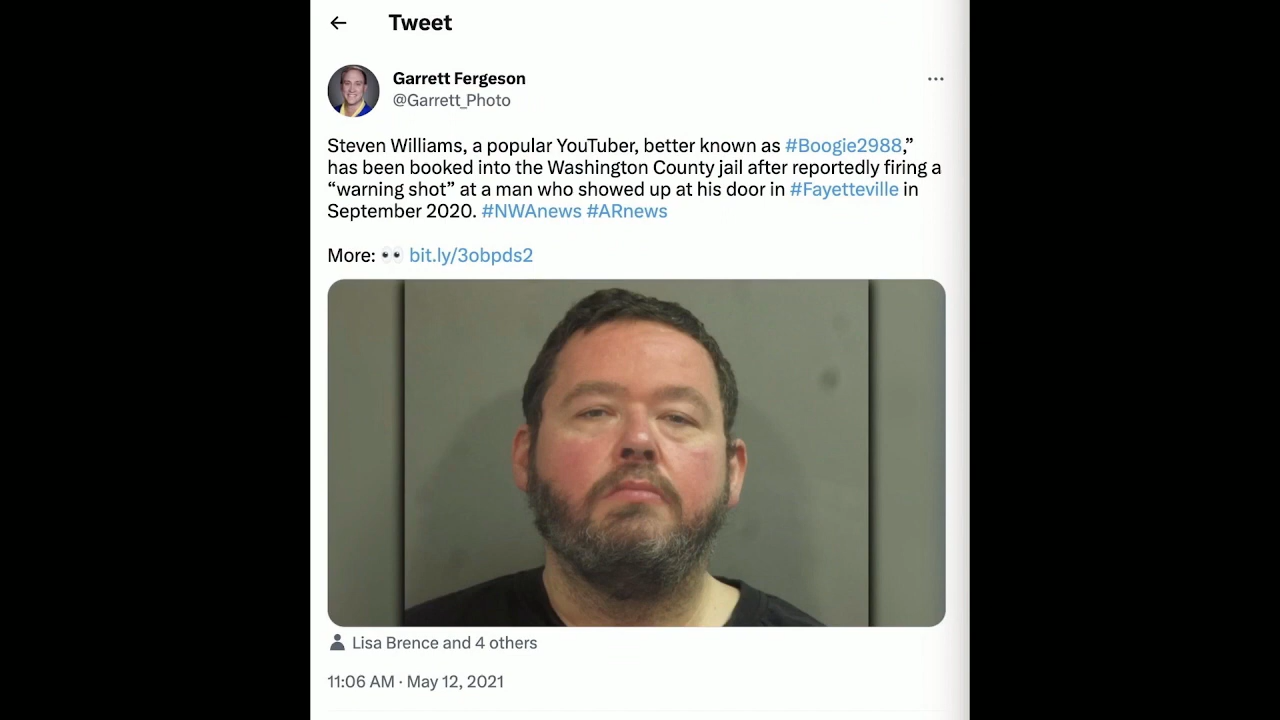 Tweet
Garrett Fergeson
@Garrett_Photo
Steven Williams, a popular YouTuber, better known as #Boogie2988,”
has been booked into the Washington County jail after reportedly firing a
“warning shot” at a man who showed up at his door in #Fayetteville in
September 2020. #NWAnews #ARnews
More: 👀 bit.ly/3obpds2
Lisa Brence and 4 others
11:06 AM · May 12, 2021